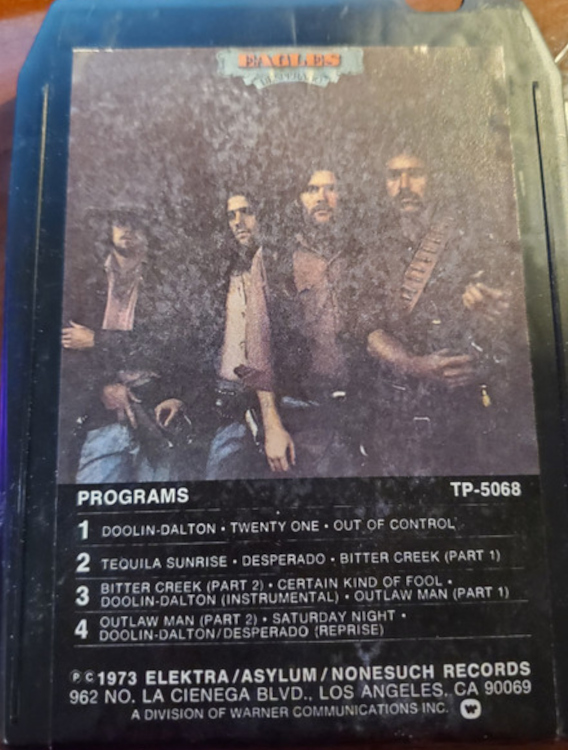 EAGLES
DESPERADO
PROGRAMS
TP-5068
1 DOOLIN-DALTON • TWENTY ONE • OUT OF CONTROL
2 TEQUILA SUNRISE • DESPERADO • BITTER CREEK (PART 1)
3 BITTER CREEK (PART 2) • CERTAIN KIND OF FOOL •
DOOLIN-DALTON (INSTRUMENTAL) • OUTLAW MAN (PART 1)
4 OUTLAW MAN (PART 2) • SATURDAY NIGHT •
DOOLIN-DALTON/DESPERADO (REPRISE)
℗©1973 ELEKTRA/ASYLUM/NONESUCH RECORDS
962 NO. LA CIENEGA BLVD., LOS ANGELES, CA 90069
A DIVISION OF WARNER COMMUNICATIONS INC.